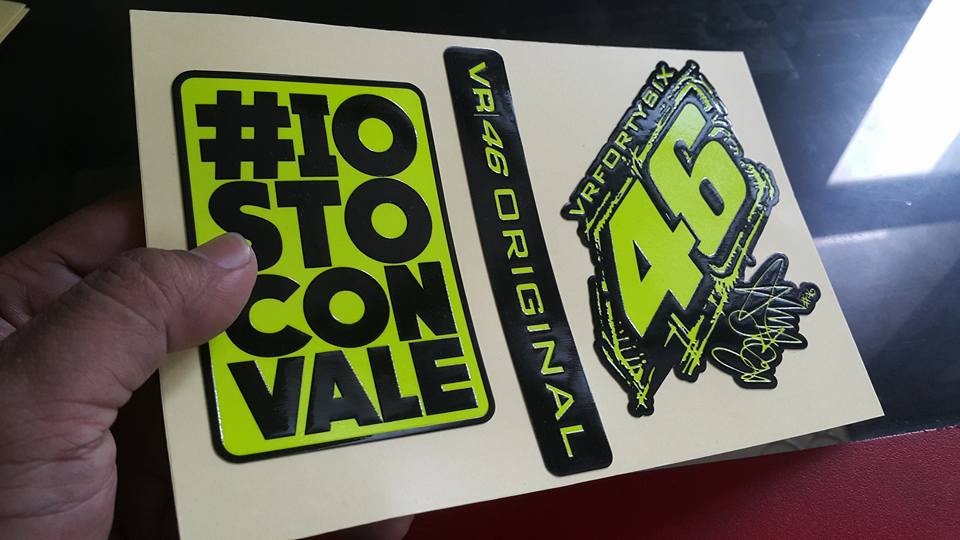 #IO
STO
CON
VALE
VR|46 ORIGINAL
VRFORTYSIX
46